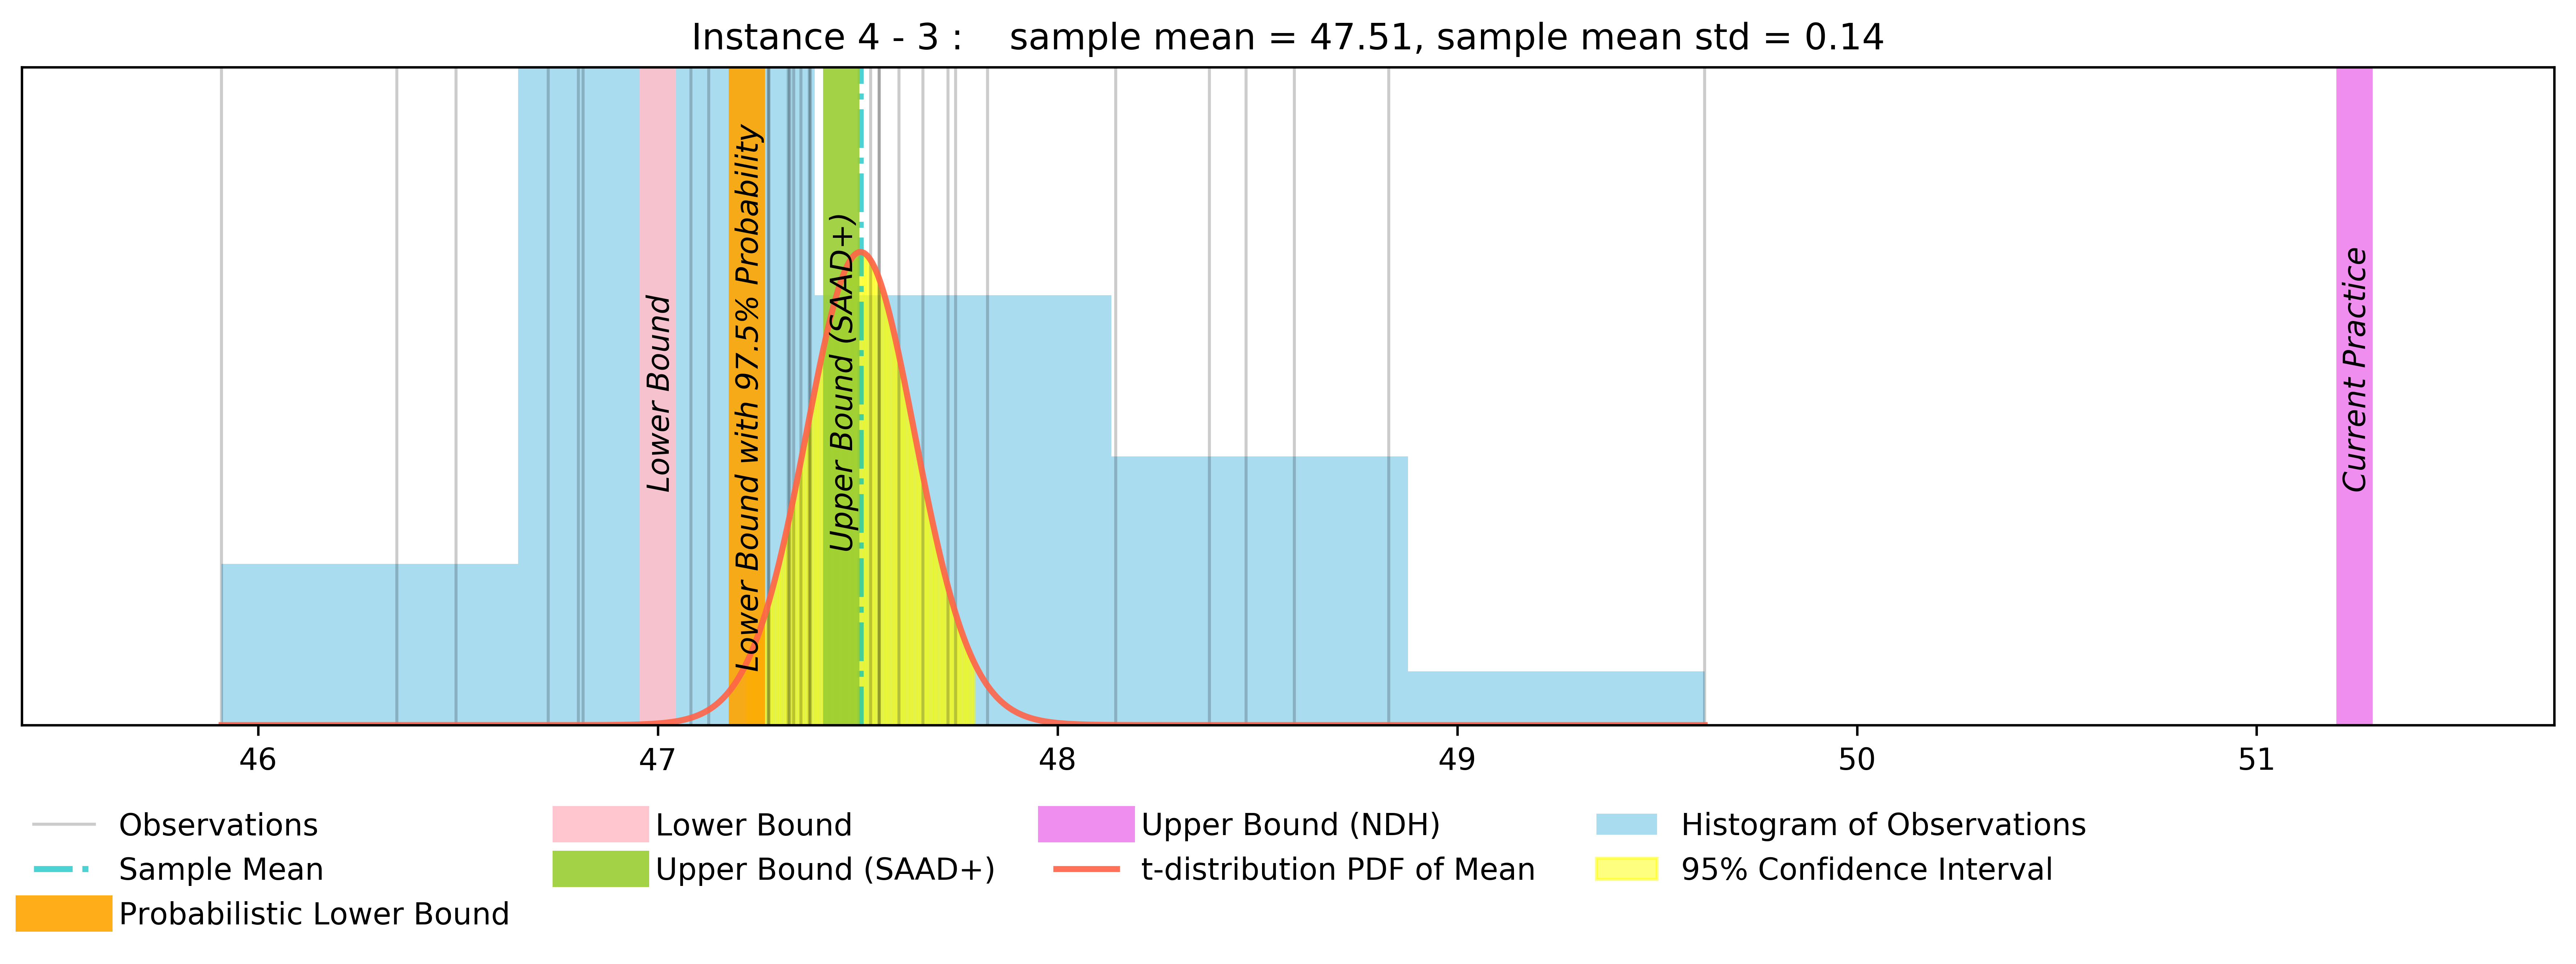 Instance 4 - 3 :    sample mean = 47.51, sample mean std = 0.14
Lower Bound
Lower Bound with 97.5% Probability
Upper Bound (SAAD+)
Current Practice
46 47 48 49 50 51
Observations
Sample Mean
Probabilistic Lower Bound
Lower Bound
Upper Bound (SAAD+)
Upper Bound (NDH)
t-distribution PDF of Mean
Histogram of Observations
95% Confidence Interval